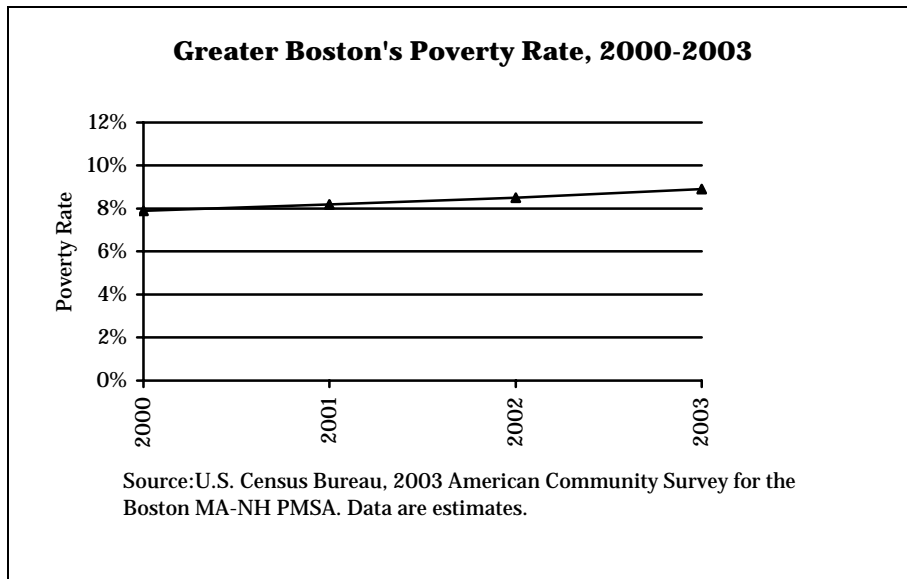 Greater Boston's Poverty Rate, 2000-2003
12%
10%
8%
6%
4%
2%
0%
Poverty Rate
2000
2001
2002
2003
Source:U.S. Census Bureau, 2003 American Community Survey for the
Boston MA-NH PMSA. Data are estimates.